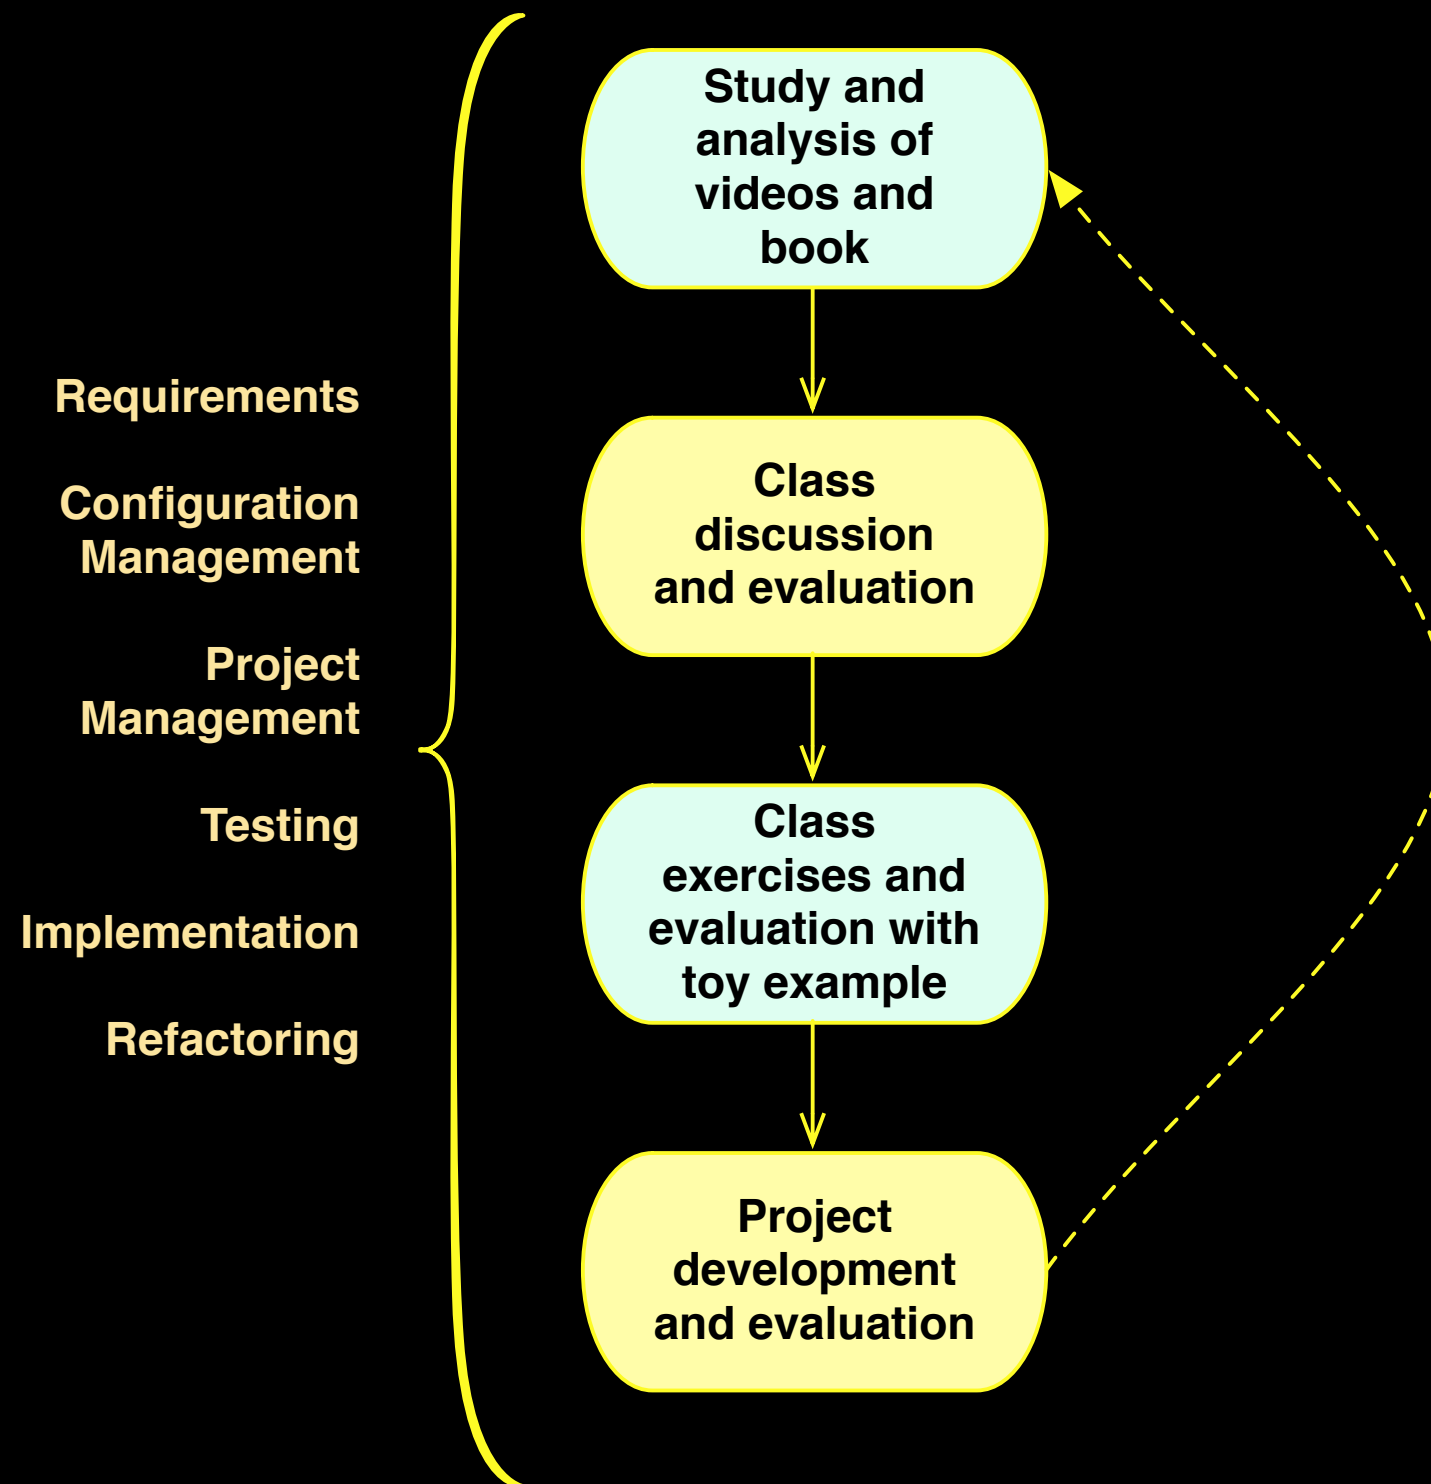 Requirements
Configuration
Management
Project
Management
Testing
Implementation
Refactoring
Study and
analysis of
videos and
book
Class
discussion
and evaluation
Class
exercises and
evaluation with
toy example
Project
development
and evaluation